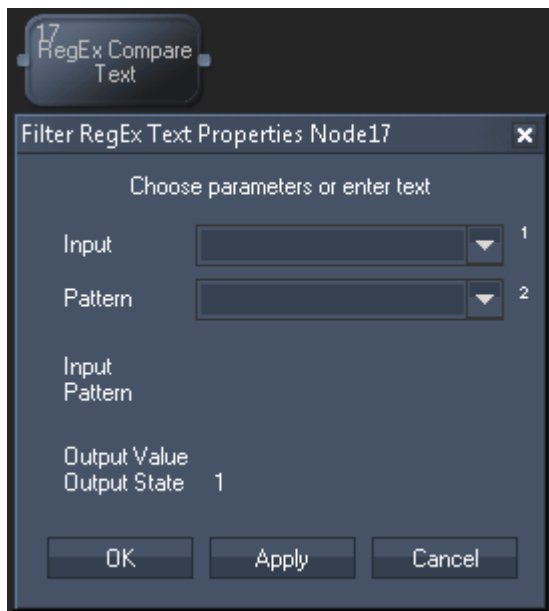 17
RegEx Compare
Text
Filter RegEx Text Properties Node17
Choose parameters or enter text
Input 1
Pattern 2
Input
Pattern
Output Value
Output State 1
OK Apply Cancel